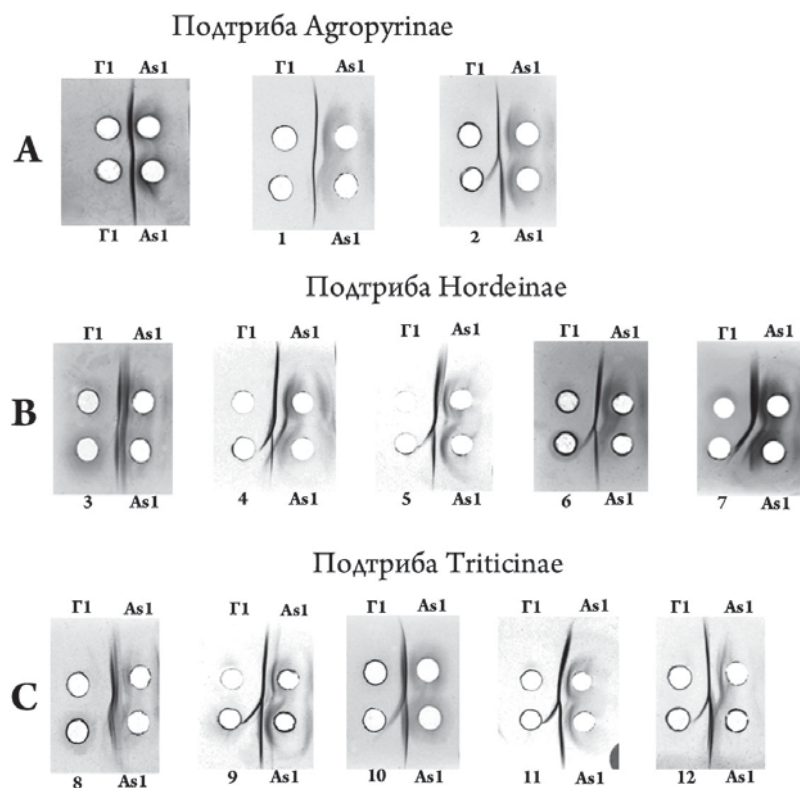 Подтриба Agropyrinae
Г1 As1 Г1 As1 Г1 As1
A
Г1 As1 1 As1 2 As1
Подтриба Hordeinae
Г1 As1 Г1 As1 Г1 As1 Г1 As1 Г1 As1
B
3 As1 4 As1 5 As1 6 As1 7 As1
Подтриба Triticinae
Г1 As1 Г1 As1 Г1 As1 Г1 As1 Г1 As1
C
8 As1 9 As1 10 As1 11 As1 12 As1